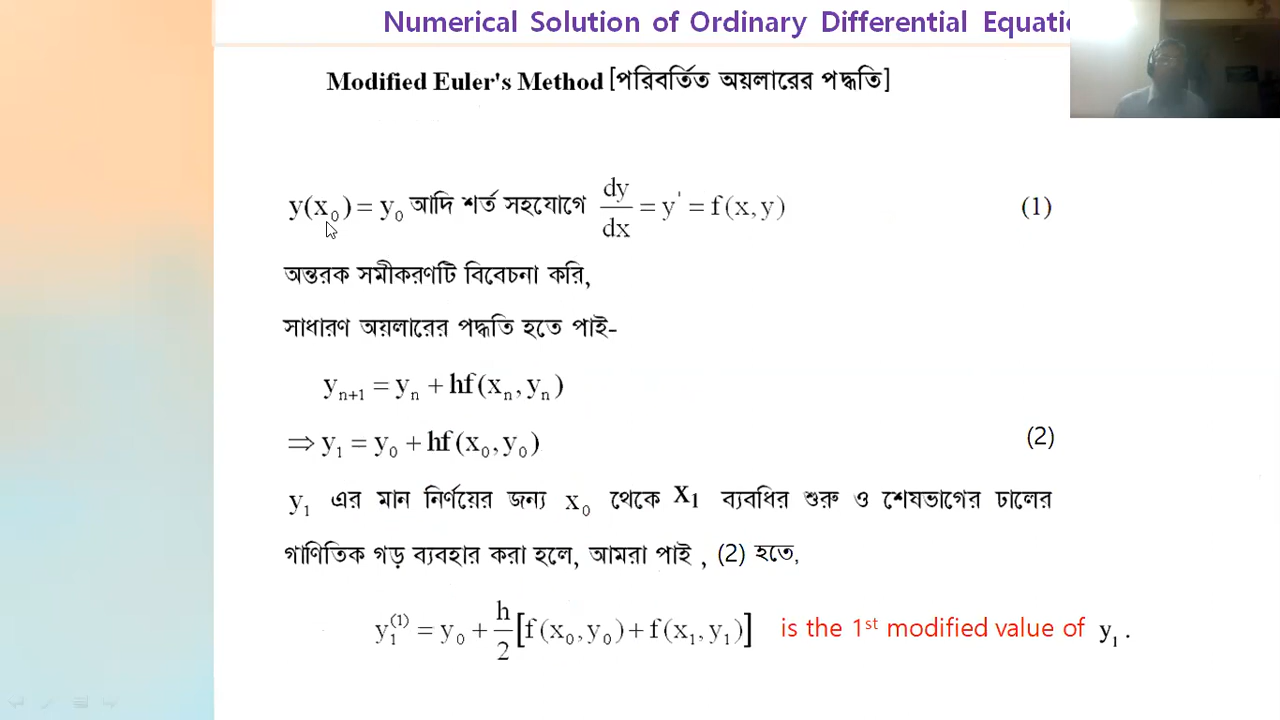 Numerical Solution of Ordinary Differential Equati
Modified Euler's Method [পরিবর্তিত অয়লারের পদ্ধতি]
y(x₀) = y₀ আদি শর্ত সহযোগে dy/dx = y' = f(x, y) (1)
অন্তরক সমীকরণটি বিবেচনা করি,
সাধারণ অয়লারের পদ্ধতি হতে পাই-
yₙ₊₁ = yₙ + hf(xₙ, yₙ)
⇒ y₁ = y₀ + hf(x₀, y₀) (2)
y₁ এর মান নির্ণয়ের জন্য x₀ থেকে X₁ ব্যবধির শুরু ও শেষভাগের ঢালের
গাণিতিক গড় ব্যবহার করা হলে, আমরা পাই , (2) হতে,
y₁⁽¹⁾ = y₀ + h/2 [f(x₀, y₀) + f(x₁, y₁)] is the 1st modified value of y₁ .